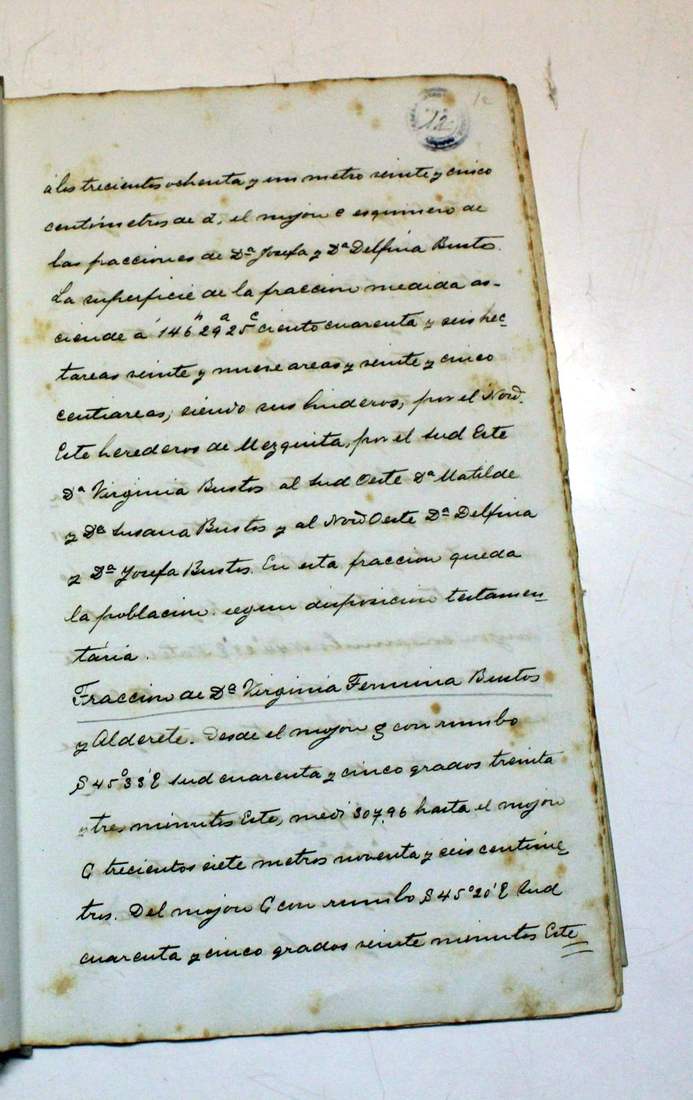 12
12
á los trecientos ochenta y un metro veinte y cinco
centímetros de d, el mojon e esquinero de
las fracciones de Dª Josefa y Dª Delfina Busto.
La superficie de la fraccion medida as-
ciende á 146ʰ 29ª 25ᶜ ciento cuarenta y seis hec-
tareas veinte y nueve areas y veinte y cinco
centiareas, siendo sus linderos, por el Nord.
Este herederos de Mezquita, por el Sud Este
Dª Virginia Bustos al Sud Oeste Dª Matilde
y Dª Susana Bustos y al Nord Oeste Dª Delfina
y Dª Josefa Bustos. En esta fraccion queda
la poblacion segun disposicion testamen-
taria.
Fraccion de Dª Virginia Fermina Bustos
y Alderete. Desde el mojon g con rumbo
S 45° 33' E Sud cuarenta y cinco grados treinta
y tres minutos Este, medi 307,96 hasta el mojon
G trecientos siete metros noventa y seis centíme-
tros. Del mojon G con rumbo S 45° 20' E Sud
cuarenta y cinco grados veinte minutos Este